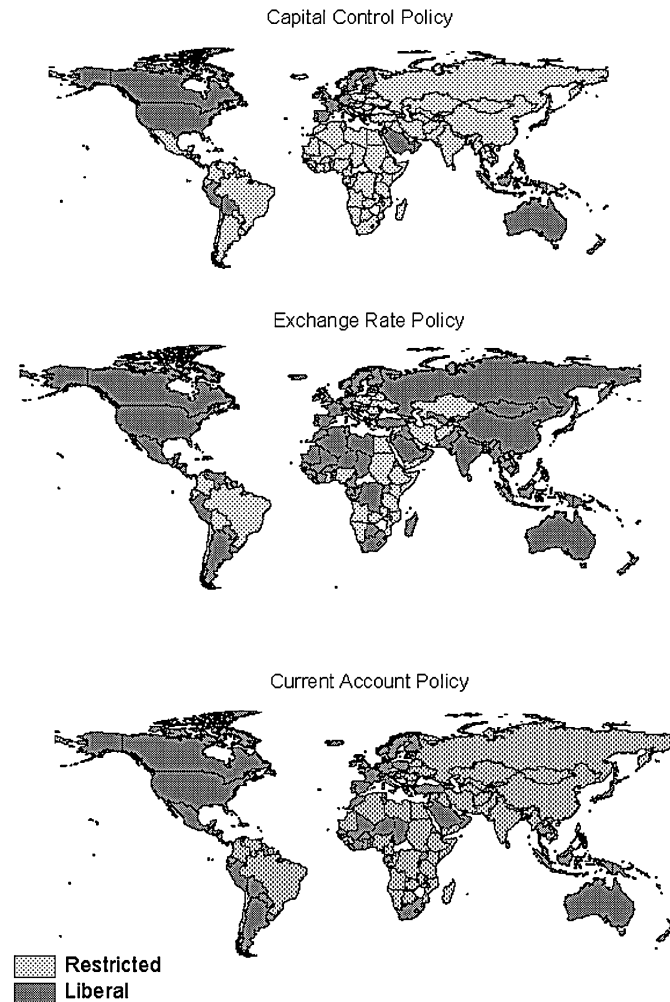 Capital Control Policy
Exchange Rate Policy
Current Account Policy
Restricted
Liberal